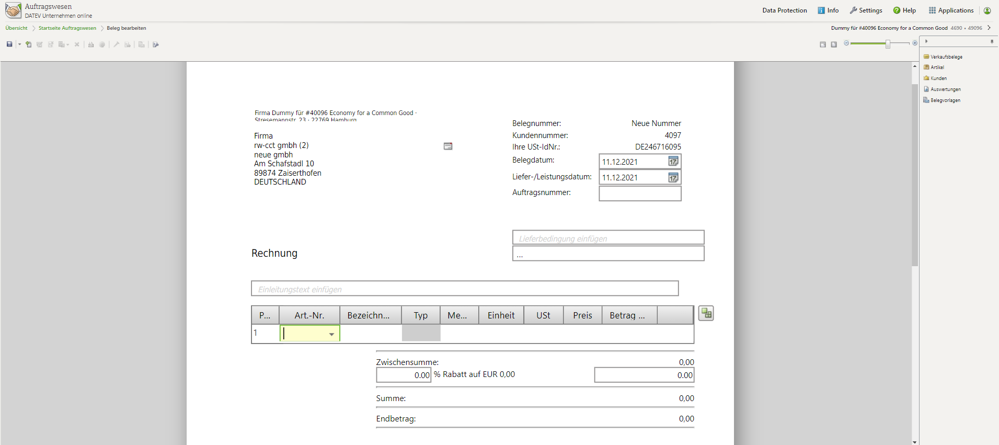 Auftragswesen
DATEV Unternehmen online
Data Protection
Info
Settings
Help
Applications
Übersicht
Startseite Auftragswesen
Beleg bearbeiten
Dummy für #40096 Economy for a Common Good 4690 • 49096
Verkaufsbelege
Artikel
Kunden
Auswertungen
Belegvorlagen
Firma Dummy für #40096 Economy for a Common Good ·
Stresemannstr. 23 · 22769 Hamburg
Firma
rw-cct gmbh (2)
neue gmbh
Am Schafstadl 10
89874 Zaiserthofen
DEUTSCHLAND
Belegnummer: Neue Nummer
Kundennummer: 4097
Ihre USt-IdNr.: DE246716095
Belegdatum: 11.12.2021 17
Liefer-/Leistungsdatum: 11.12.2021 17
Auftragsnummer:
Lieferbedingung einfügen
...
Rechnung
Einleitungstext einfügen
P... Art.-Nr. Bezeichn... Typ Me... Einheit USt Preis Betrag ...
1
Zwischensumme: 0,00
0.00 % Rabatt auf EUR 0,00 0.00
Summe: 0,00
Endbetrag: 0,00